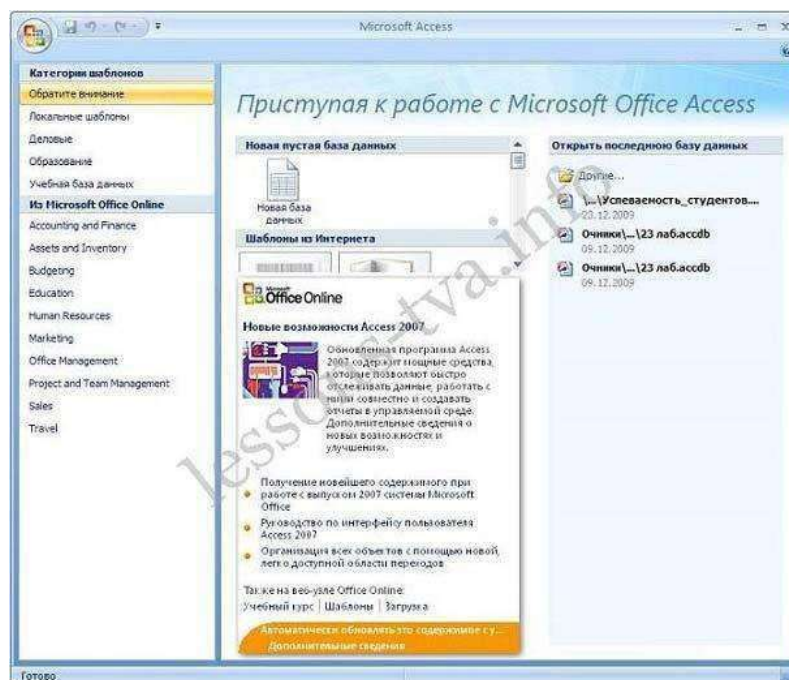 Microsoft Access
Категории шаблонов
Обратите внимание
Локальные шаблоны
Деловые
Образование
Учебная база данных
Из Microsoft Office Online
Accounting and Finance
Assets and Inventory
Budgeting
Education
Human Resources
Marketing
Office Management
Project and Team Management
Sales
Travel
Приступая к работе с Microsoft Office Access
Новая пустая база данных
Новая база
данных
Шаблоны из Интернета
Microsoft
Office Online
Новые возможности Access 2007
Обновленная программа Access
2007 содержит мощные средства,
которые позволяют быстро
отслеживать данные, работать с
ними совместно и создавать
отчеты в управляемой среде.
Дополнительные сведения о
новых возможностях и
улучшениях.
Получение новейшего содержимого при
работе с выпуском 2007 системы Microsoft
Office
Руководство по интерфейсу пользователя
Access 2007
Организация всех объектов с помощью новой,
легко доступной области переходов
Также на веб-узле Office Online:
Учебный курс | Шаблоны | Загрузка
Автоматически обновлять это содержимое с у...
Дополнительные сведения
Открыть последнюю базу данных
Другие...
\...\Успеваемость_студентов....
23.12.2009
Очники\...\23 лаб.accdb
09.12.2009
Очники\...\23 лаб.accdb
09.12.2009
Готово
lessons-tva.info